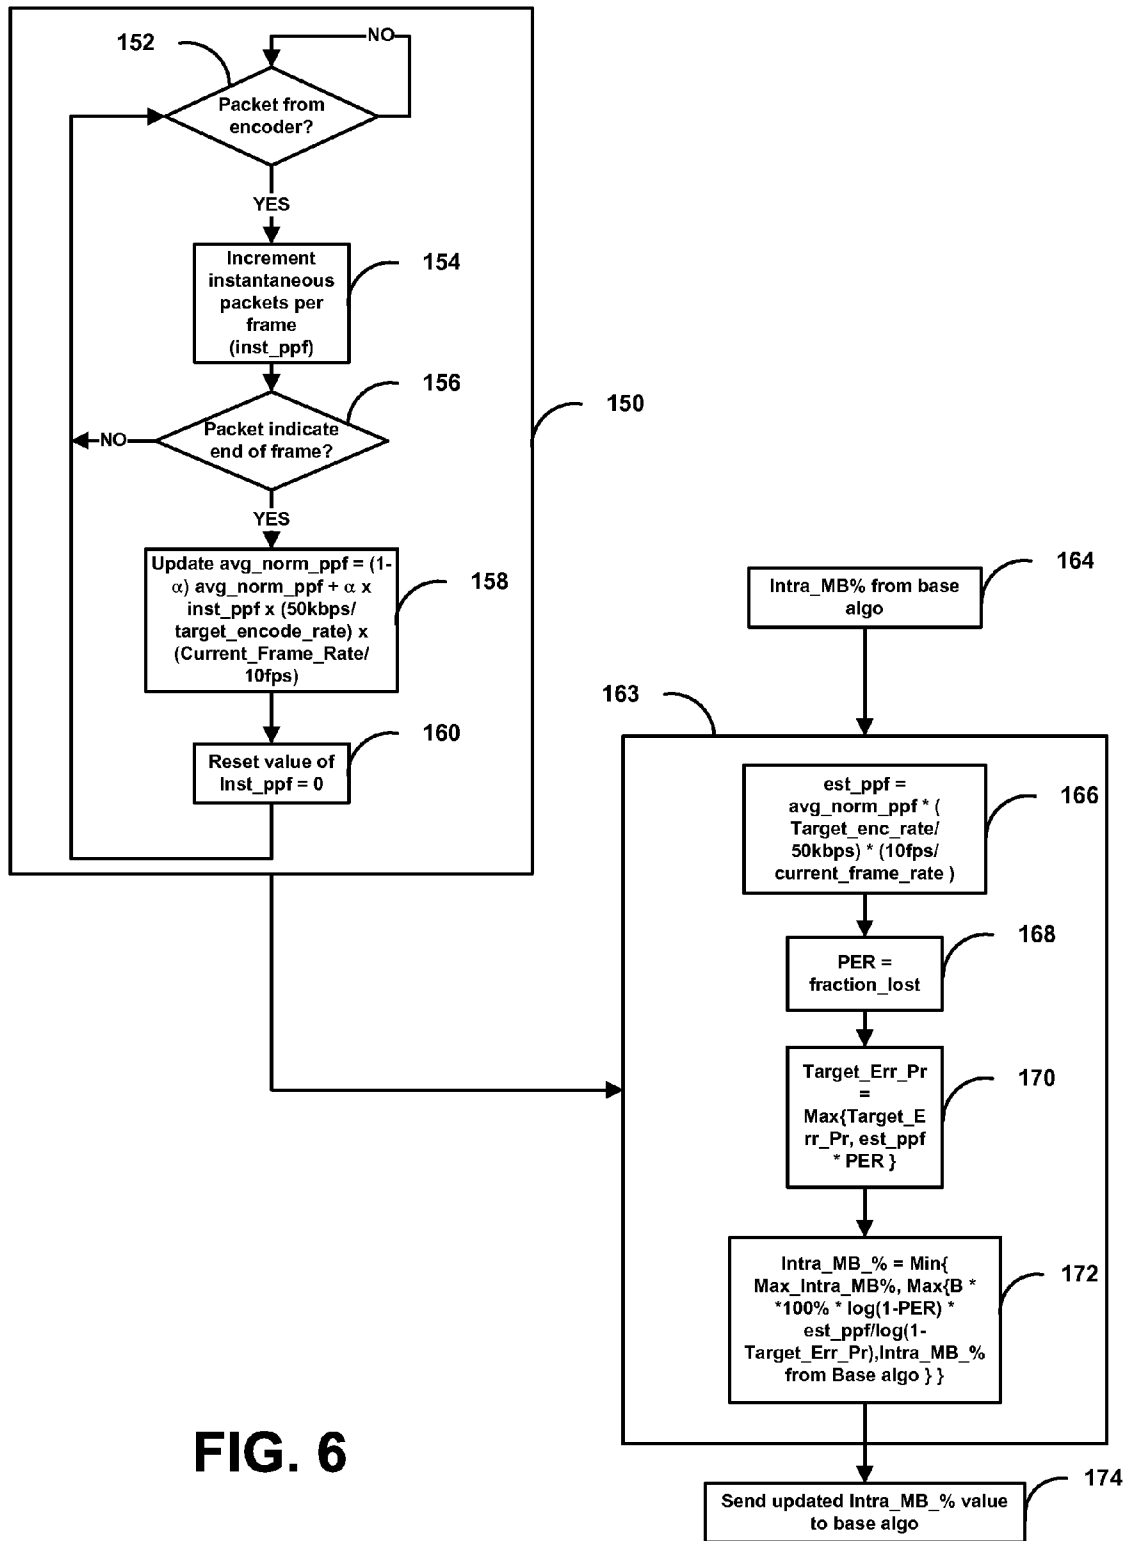 152
NO
Packet from
encoder?
YES
Increment
instantaneous
packets per
frame
(inst_ppf)
154
156
Packet indicate
end of frame?
NO
150
YES
Update avg_norm_ppf = (1-
α) avg_norm_ppf + α x
inst_ppf x (50kbps/
target_encode_rate) x
(Current_Frame_Rate/
10fps)
158
160
Reset value of
Inst_ppf = 0
164
Intra_MB% from base
algo
163
est_ppf =
avg_norm_ppf * (
Target_enc_rate/
50kbps) * (10fps/
current_frame_rate )
166
168
PER =
fraction_lost
Target_Err_Pr
=
Max{Target_E
rr_Pr, est_ppf
* PER }
170
Intra_MB_% = Min{
Max_Intra_MB%, Max{B *
*100% * log(1-PER) *
est_ppf/log(1-
Target_Err_Pr),Intra_MB_%
from Base algo } }
172
FIG. 6
174
Send updated Intra_MB_% value
to base algo